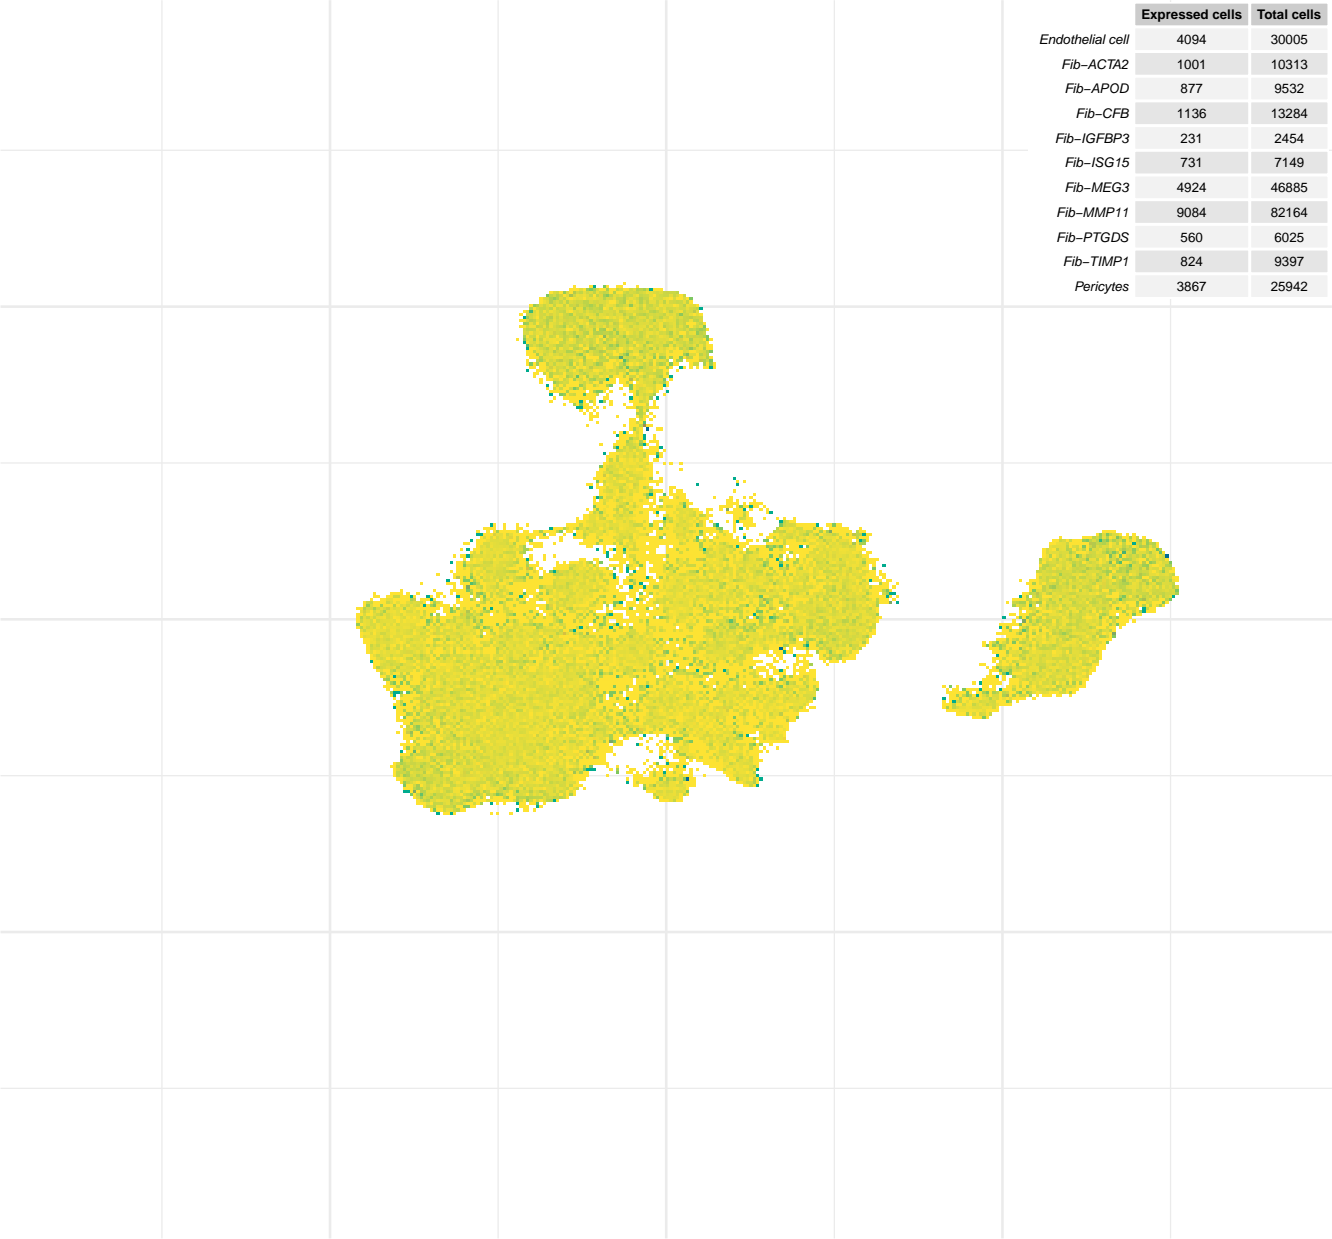 Expressed cells Total cells
Endothelial cell 4094 30005
Fib−ACTA2 1001 10313
Fib−APOD 877 9532
Fib−CFB 1136 13284
Fib−IGFBP3 231 2454
Fib−ISG15 731 7149
Fib−MEG3 4924 46885
Fib−MMP11 9084 82164
Fib−PTGDS 560 6025
Fib−TIMP1 824 9397
Pericytes 3867 25942